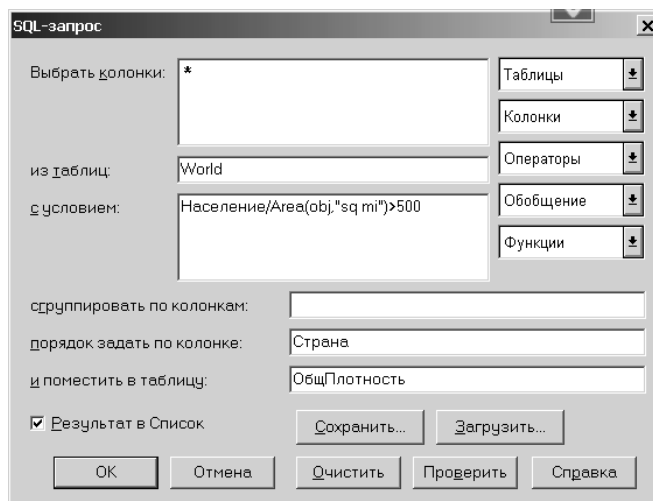 SQL-запрос
Выбрать колонки:
*
Таблицы
Колонки
из таблиц:
World
Операторы
с условием:
Население/Area(obj,"sq mi")>500
Обобщение
Функции
сгруппировать по колонкам:
порядок задать по колонке:
Страна
и поместить в таблицу:
ОбщПлотность
Результат в Список
Сохранить...
Загрузить...
OK
Отмена
Очистить
Проверить
Справка